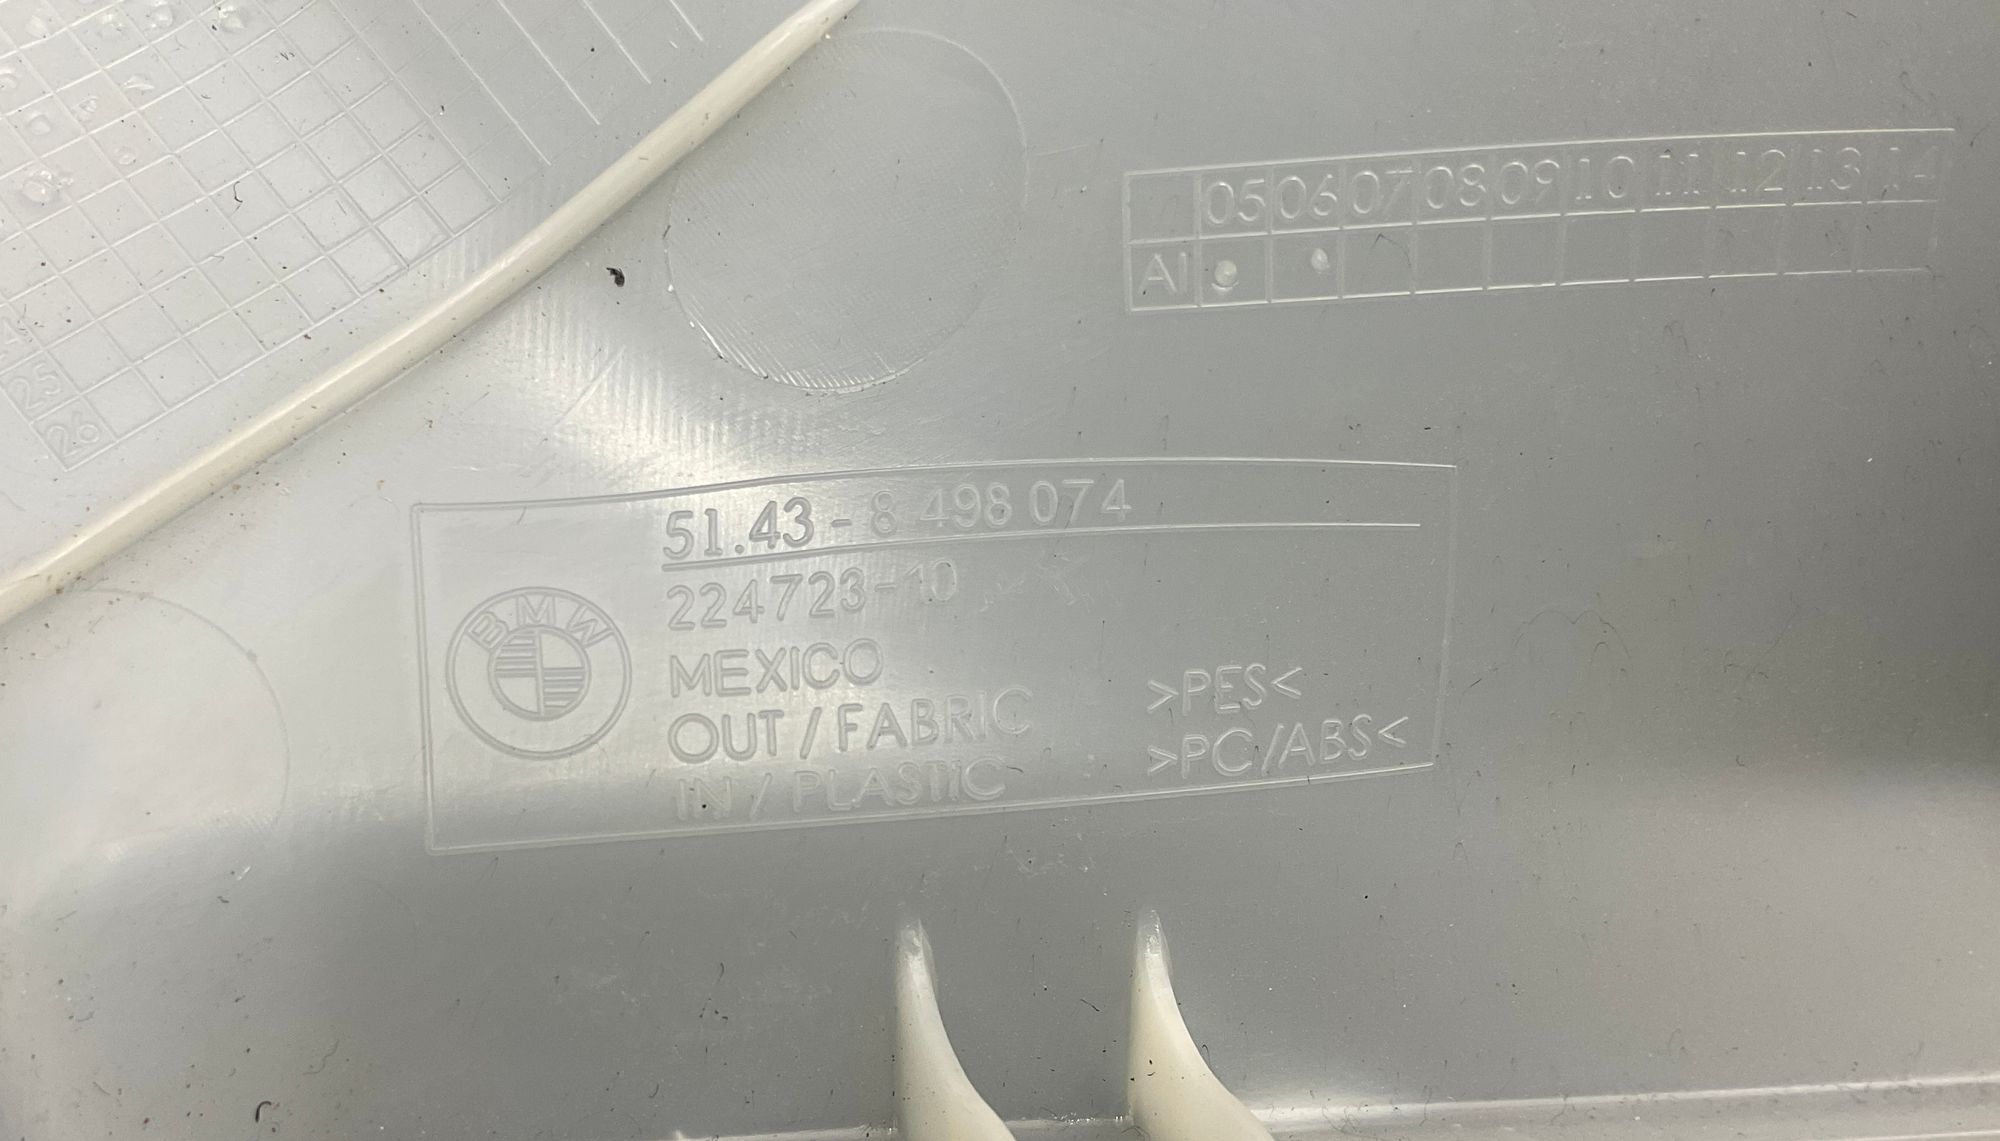 05 06 07 08 09 10 11 12 13 14
AI
25
26
51.43 - 8 498 074
224723-10
BMW
MEXICO
OUT / FABRIC >PES<
IN / PLASTIC >PC/ABS<